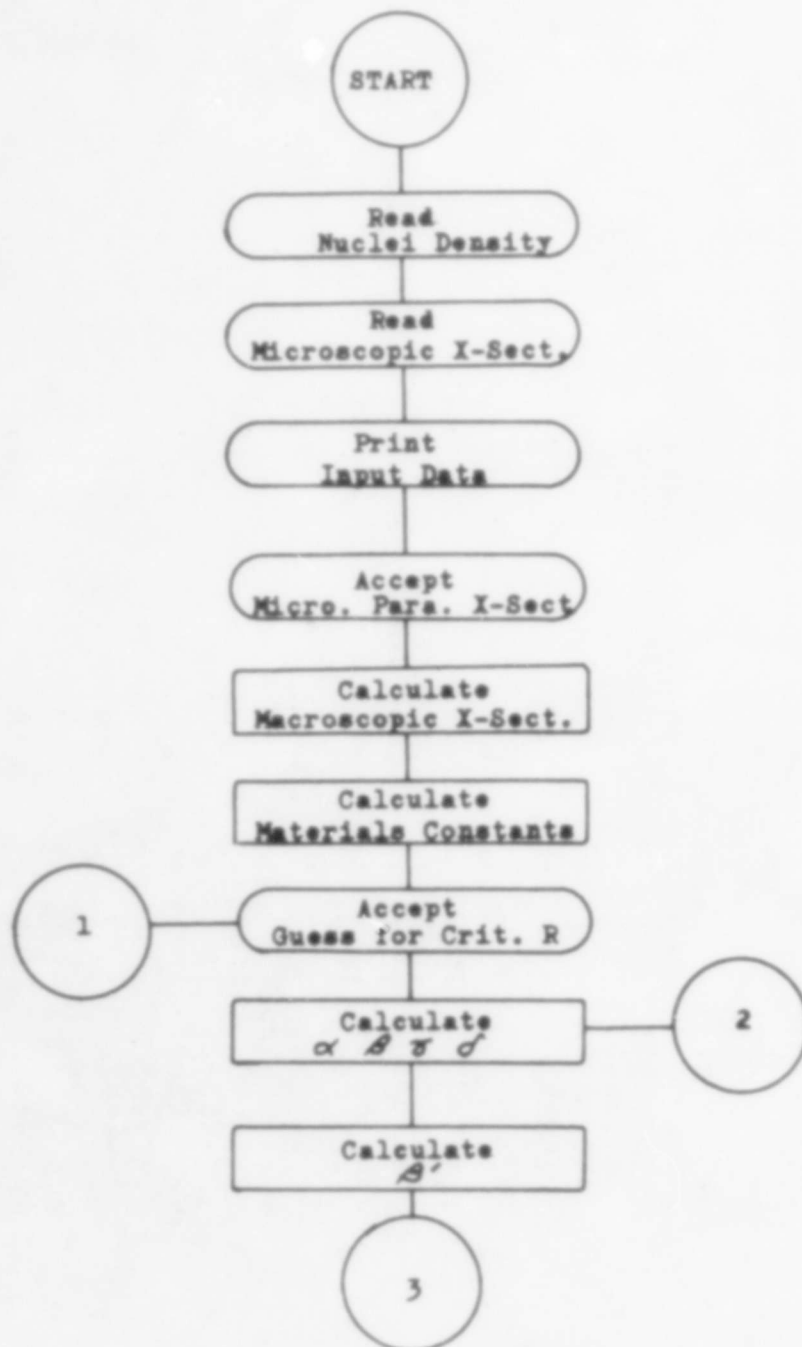 START
Read
Nuclei Density
Read
Microscopic X-Sect.
Print
Input Data
Accept
Micro. Para. X-Sect
Calculate
Macroscopic X-Sect.
Calculate
Materials Constants
1
Accept
Guess for Crit. R
Calculate
α β γ δ
2
Calculate
β'
3